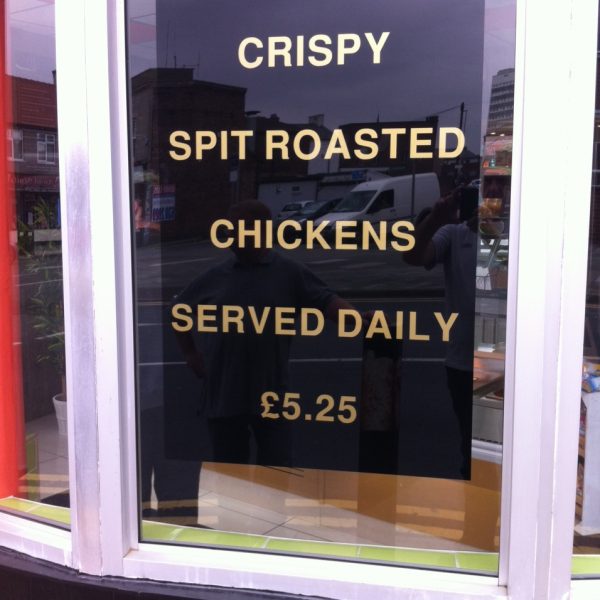 CRISPY
SPIT ROASTED
CHICKENS
SERVED DAILY
£5.25